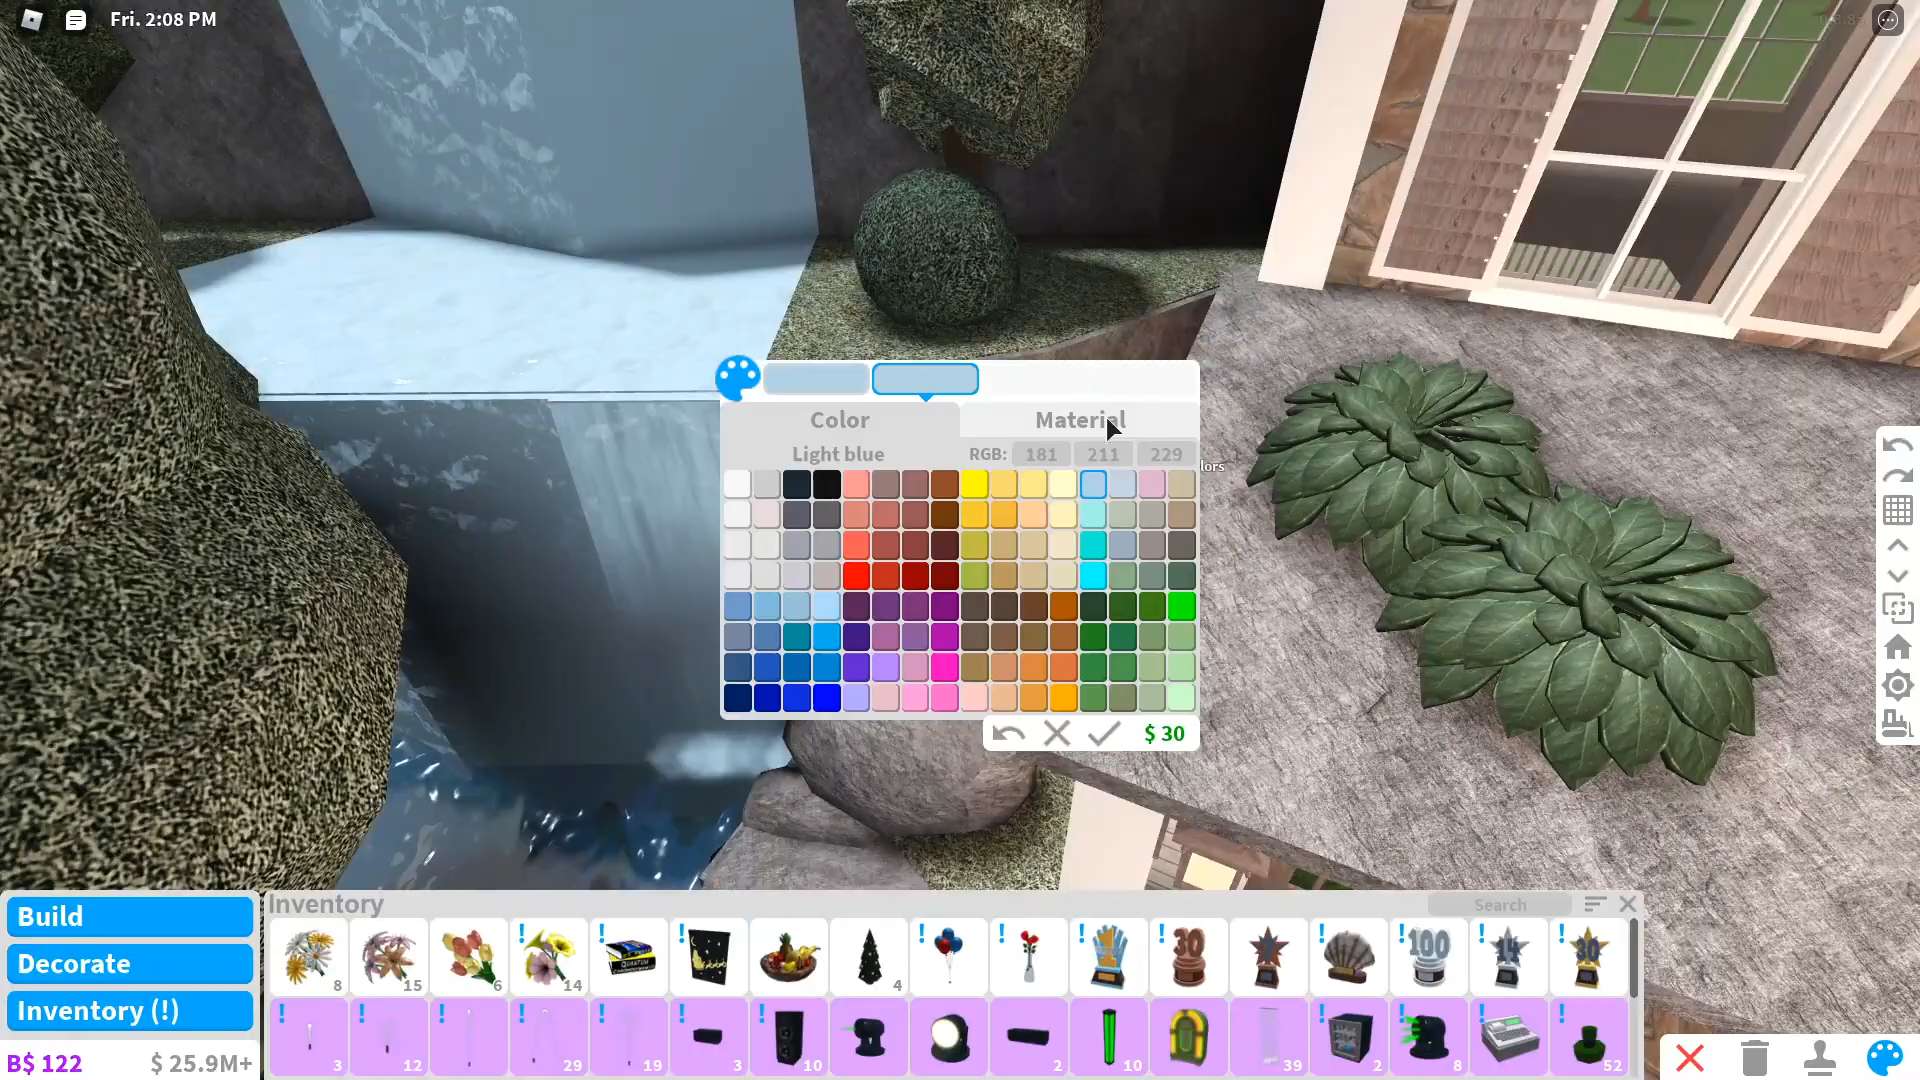 Fri. 2:08 PM
Color
Material
Light blue
RGB: 181 211 229
lors
$ 30
Build
Decorate
Inventory (!)
B$ 122
$ 25.9M+
Inventory
Search
8
15
6
! 14
!
QUANTUM
!
4
!
!
!
! 30
!
! 100
! 15
! 30
! 3
! 12
!
! 29
! 19
! 3
! 10
2
! 10
39
! 2
! 8
!
! 52